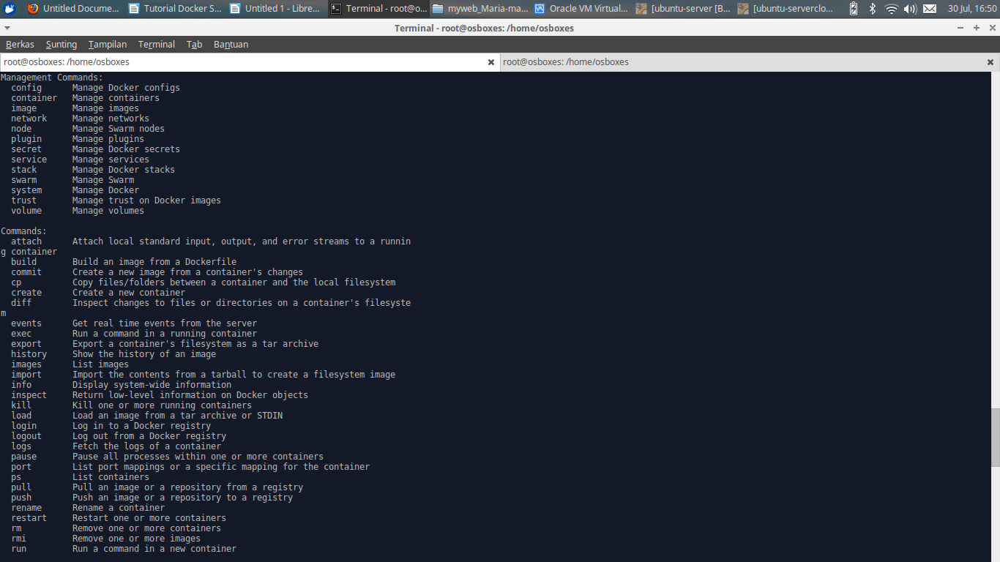 Untitled Docume...
Tutorial Docker S...
Untitled 1 - Libre...
Terminal - root@o...
myweb_Maria-ma...
Oracle VM Virtual...
[ubuntu-server [B...
[ubuntu-serverclo...
30 Jul, 16:50
Terminal - root@osboxes: /home/osboxes
Berkas Sunting Tampilan Terminal Tab Bantuan
root@osboxes: /home/osboxes
root@osboxes: /home/osboxes
Management Commands:
config Manage Docker configs
container Manage containers
image Manage images
network Manage networks
node Manage Swarm nodes
plugin Manage plugins
secret Manage Docker secrets
service Manage services
stack Manage Docker stacks
swarm Manage Swarm
system Manage Docker
trust Manage trust on Docker images
volume Manage volumes
Commands:
attach Attach local standard input, output, and error streams to a runnin
g container
build Build an image from a Dockerfile
commit Create a new image from a container's changes
cp Copy files/folders between a container and the local filesystem
create Create a new container
diff Inspect changes to files or directories on a container's filesyste
m
events Get real time events from the server
exec Run a command in a running container
export Export a container's filesystem as a tar archive
history Show the history of an image
images List images
import Import the contents from a tarball to create a filesystem image
info Display system-wide information
inspect Return low-level information on Docker objects
kill Kill one or more running containers
load Load an image from a tar archive or STDIN
login Log in to a Docker registry
logout Log out from a Docker registry
logs Fetch the logs of a container
pause Pause all processes within one or more containers
port List port mappings or a specific mapping for the container
ps List containers
pull Pull an image or a repository from a registry
push Push an image or a repository to a registry
rename Rename a container
restart Restart one or more containers
rm Remove one or more containers
rmi Remove one or more images
run Run a command in a new container